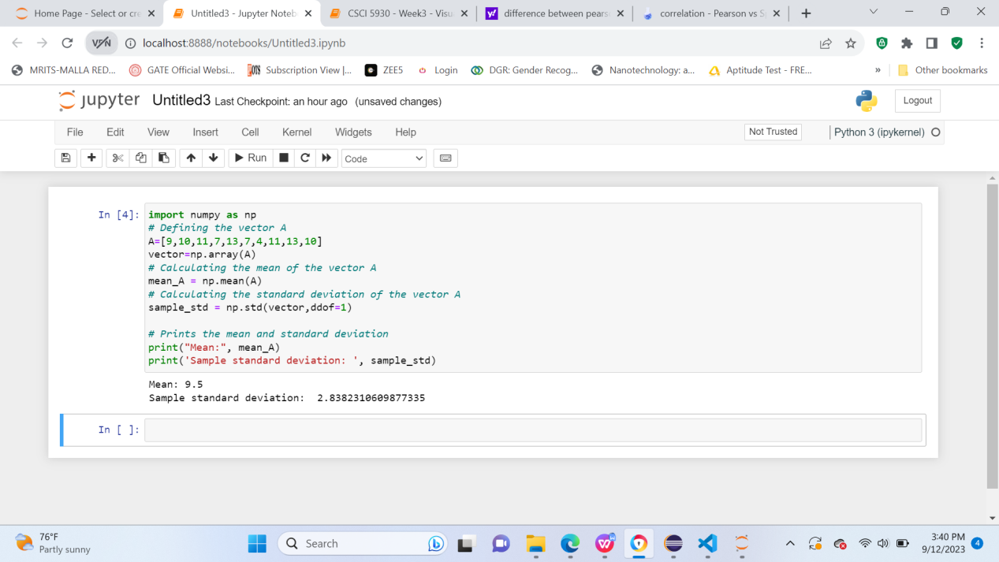 Home Page - Select or cre
Untitled3 - Jupyter Noteb
CSCI 5930 - Week3 - Visu
difference between pears
correlation - Pearson vs Sp
VPN
localhost:8888/notebooks/Untitled3.ipynb
MRITS-MALLA RED...
GATE Official Websi...
Subscription View |...
ZEE5
Login
DGR: Gender Recog...
Nanotechnology: a...
Aptitude Test - FRE...
»
Other bookmarks
jupyter Untitled3 Last Checkpoint: an hour ago (unsaved changes)
Logout
File Edit View Insert Cell Kernel Widgets Help
Not Trusted
Python 3 (ipykernel)
Run
Code
In [4]:
import numpy as np
# Defining the vector A
A=[9,10,11,7,13,7,4,11,13,10]
vector=np.array(A)
# Calculating the mean of the vector A
mean_A = np.mean(A)
# Calculating the standard deviation of the vector A
sample_std = np.std(vector,ddof=1)
# Prints the mean and standard deviation
print("Mean:", mean_A)
print('Sample standard deviation: ', sample_std)
Mean: 9.5
Sample standard deviation:  2.8382310609877335
In [ ]:
76°F
Partly sunny
Search
3:40 PM
9/12/2023
4